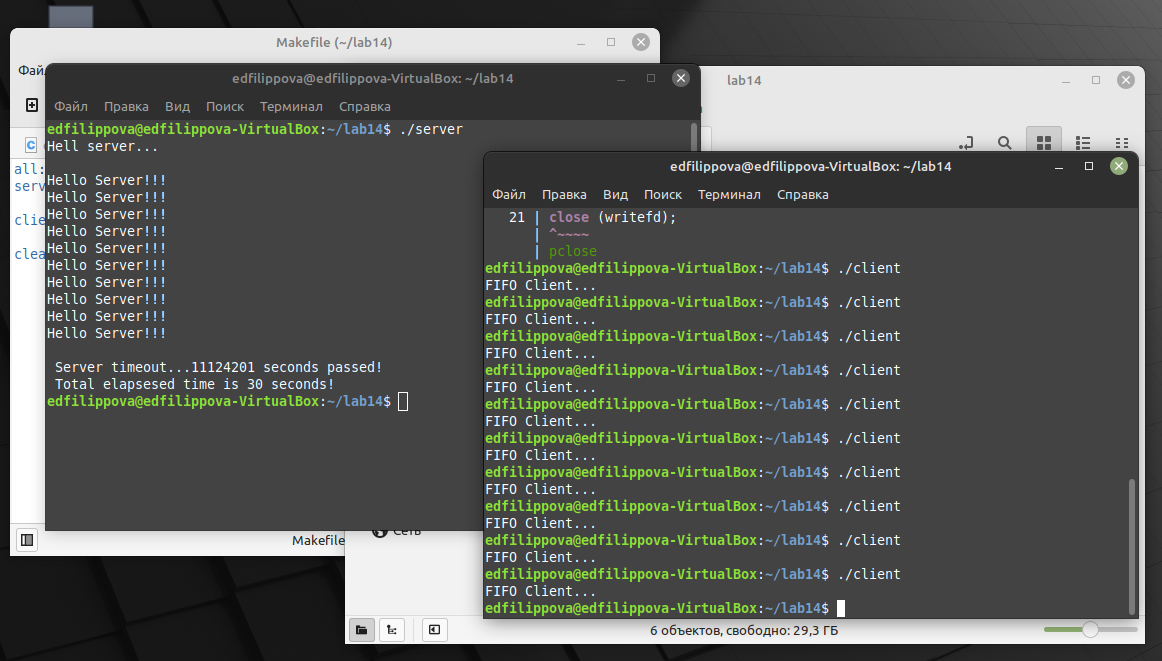 Makefile (~/lab14)
Файл
all:
serv
clie
clea
Makefile
edfilippova@edfilippova-VirtualBox: ~/lab14
Файл Правка Вид Поиск Терминал Справка
edfilippova@edfilippova-VirtualBox:~/lab14$ ./server
Hell server...
Hello Server!!!
Hello Server!!!
Hello Server!!!
Hello Server!!!
Hello Server!!!
Hello Server!!!
Hello Server!!!
Hello Server!!!
Hello Server!!!
Hello Server!!!
Server timeout...11124201 seconds passed!
Total elapsesed time is 30 seconds!
edfilippova@edfilippova-VirtualBox:~/lab14$
lab14
edfilippova@edfilippova-VirtualBox: ~/lab14
Файл Правка Вид Поиск Терминал Справка
21 | close (writefd);
| ^~~~~
| pclose
edfilippova@edfilippova-VirtualBox:~/lab14$ ./client
FIFO Client...
edfilippova@edfilippova-VirtualBox:~/lab14$ ./client
FIFO Client...
edfilippova@edfilippova-VirtualBox:~/lab14$ ./client
FIFO Client...
edfilippova@edfilippova-VirtualBox:~/lab14$ ./client
FIFO Client...
edfilippova@edfilippova-VirtualBox:~/lab14$ ./client
FIFO Client...
edfilippova@edfilippova-VirtualBox:~/lab14$ ./client
FIFO Client...
edfilippova@edfilippova-VirtualBox:~/lab14$ ./client
FIFO Client...
edfilippova@edfilippova-VirtualBox:~/lab14$ ./client
FIFO Client...
edfilippova@edfilippova-VirtualBox:~/lab14$ ./client
FIFO Client...
edfilippova@edfilippova-VirtualBox:~/lab14$ ./client
FIFO Client...
edfilippova@edfilippova-VirtualBox:~/lab14$
Сеть
6 объектов, свободно: 29,3 ГБ